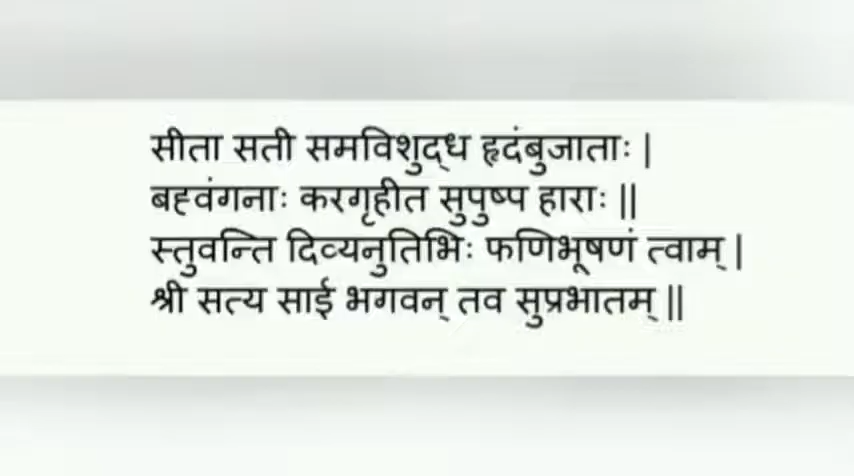 सीता सती समविशुद्ध हृदंबुजाताः |
बह्वंगनाः करगृहीत सुपुष्प हाराः ||
स्तुवन्ति दिव्यनुतिभिः फणिभूषणं त्वाम् |
श्री सत्य साई भगवन् तव सुप्रभातम् ||